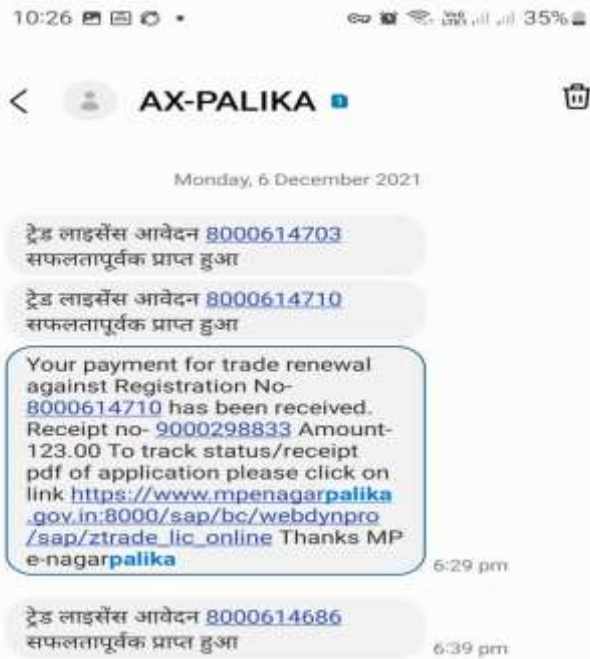 10:26 35%
AX-PALIKA
Monday, 6 December 2021
ट्रेड लाइसेंस आवेदन 8000614703
सफलतापूर्वक प्राप्त हुआ
ट्रेड लाइसेंस आवेदन 8000614710
सफलतापूर्वक प्राप्त हुआ
Your payment for trade renewal
against Registration No-
8000614710 has been received.
Receipt no- 9000298833 Amount-
123.00 To track status/receipt
pdf of application please click on
link https://www.mpenagarpalika
.gov.in:8000/sap/bc/webdynpro
/sap/ztrade_lic_online Thanks MP
e-nagarpalika
6:29 pm
ट्रेड लाइसेंस आवेदन 8000614686
सफलतापूर्वक प्राप्त हुआ
6:39 pm